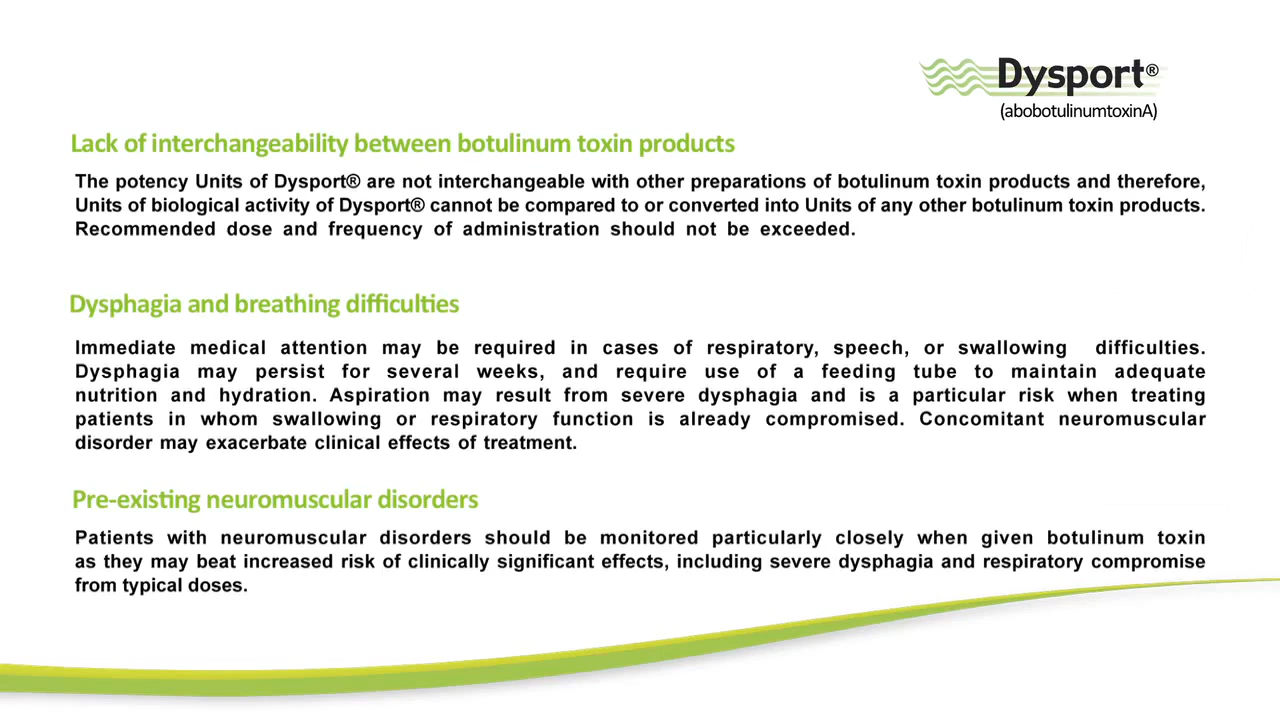 Dysport®
(abobotulinumtoxinA)
Lack of interchangeability between botulinum toxin products
The potency Units of Dysport® are not interchangeable with other preparations of botulinum toxin products and therefore,
Units of biological activity of Dysport® cannot be compared to or converted into Units of any other botulinum toxin products.
Recommended dose and frequency of administration should not be exceeded.
Dysphagia and breathing difficulties
Immediate medical attention may be required in cases of respiratory, speech, or swallowing difficulties.
Dysphagia may persist for several weeks, and require use of a feeding tube to maintain adequate
nutrition and hydration. Aspiration may result from severe dysphagia and is a particular risk when treating
patients in whom swallowing or respiratory function is already compromised. Concomitant neuromuscular
disorder may exacerbate clinical effects of treatment.
Pre-existing neuromuscular disorders
Patients with neuromuscular disorders should be monitored particularly closely when given botulinum toxin
as they may beat increased risk of clinically significant effects, including severe dysphagia and respiratory compromise
from typical doses.